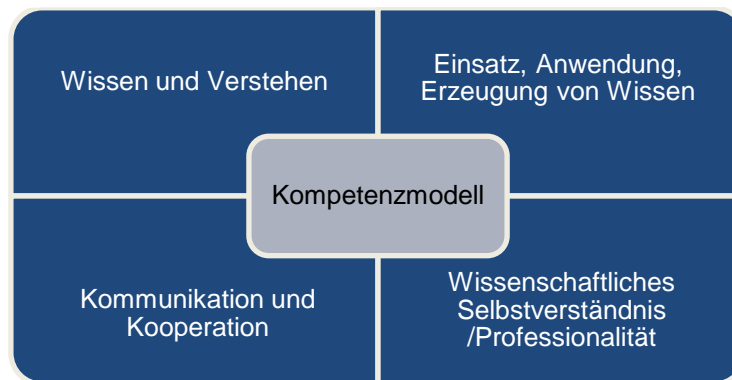 Wissen und Verstehen
Einsatz, Anwendung,
Erzeugung von Wissen
Kompetenzmodell
Kommunikation und
Kooperation
Wissenschaftliches
Selbstverständnis
/Professionalität